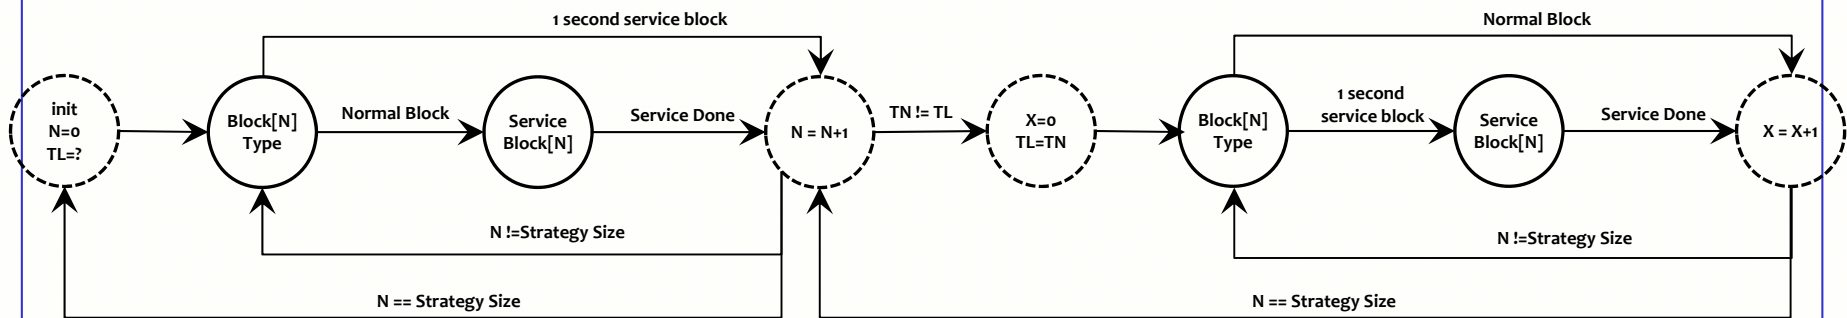 1 second service block
Normal Block
init
N=0
TL=?
Block[N]
Type
Normal Block
Service
Block[N]
Service Done
N = N+1
TN != TL
X=0
TL=TN
Block[N]
Type
1 second
service block
Service
Block[N]
Service Done
X = X+1
N !=Strategy Size
N !=Strategy Size
N == Strategy Size
N == Strategy Size